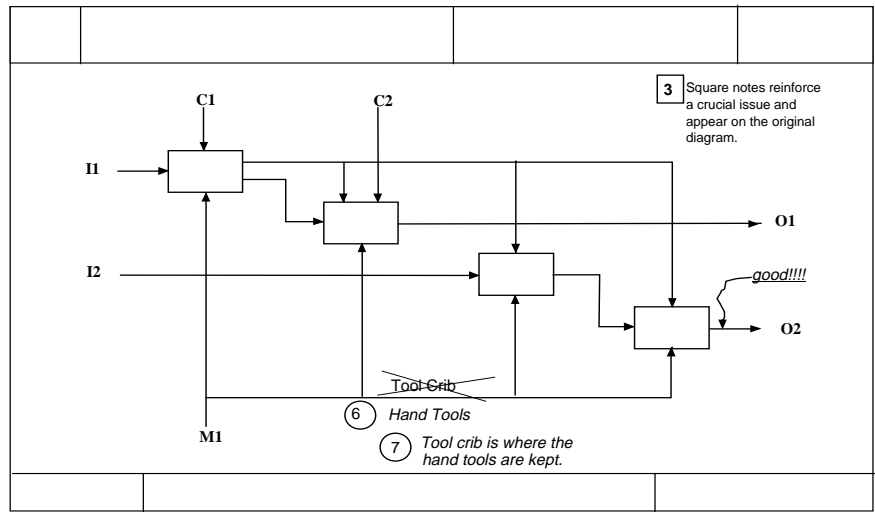 C1
C2
3
Square notes reinforce
a crucial issue and
appear on the original
diagram.
I1
O1
I2
good!!!!
O2
Tool Crib
6
Hand Tools
M1
7
Tool crib is where the
hand tools are kept.